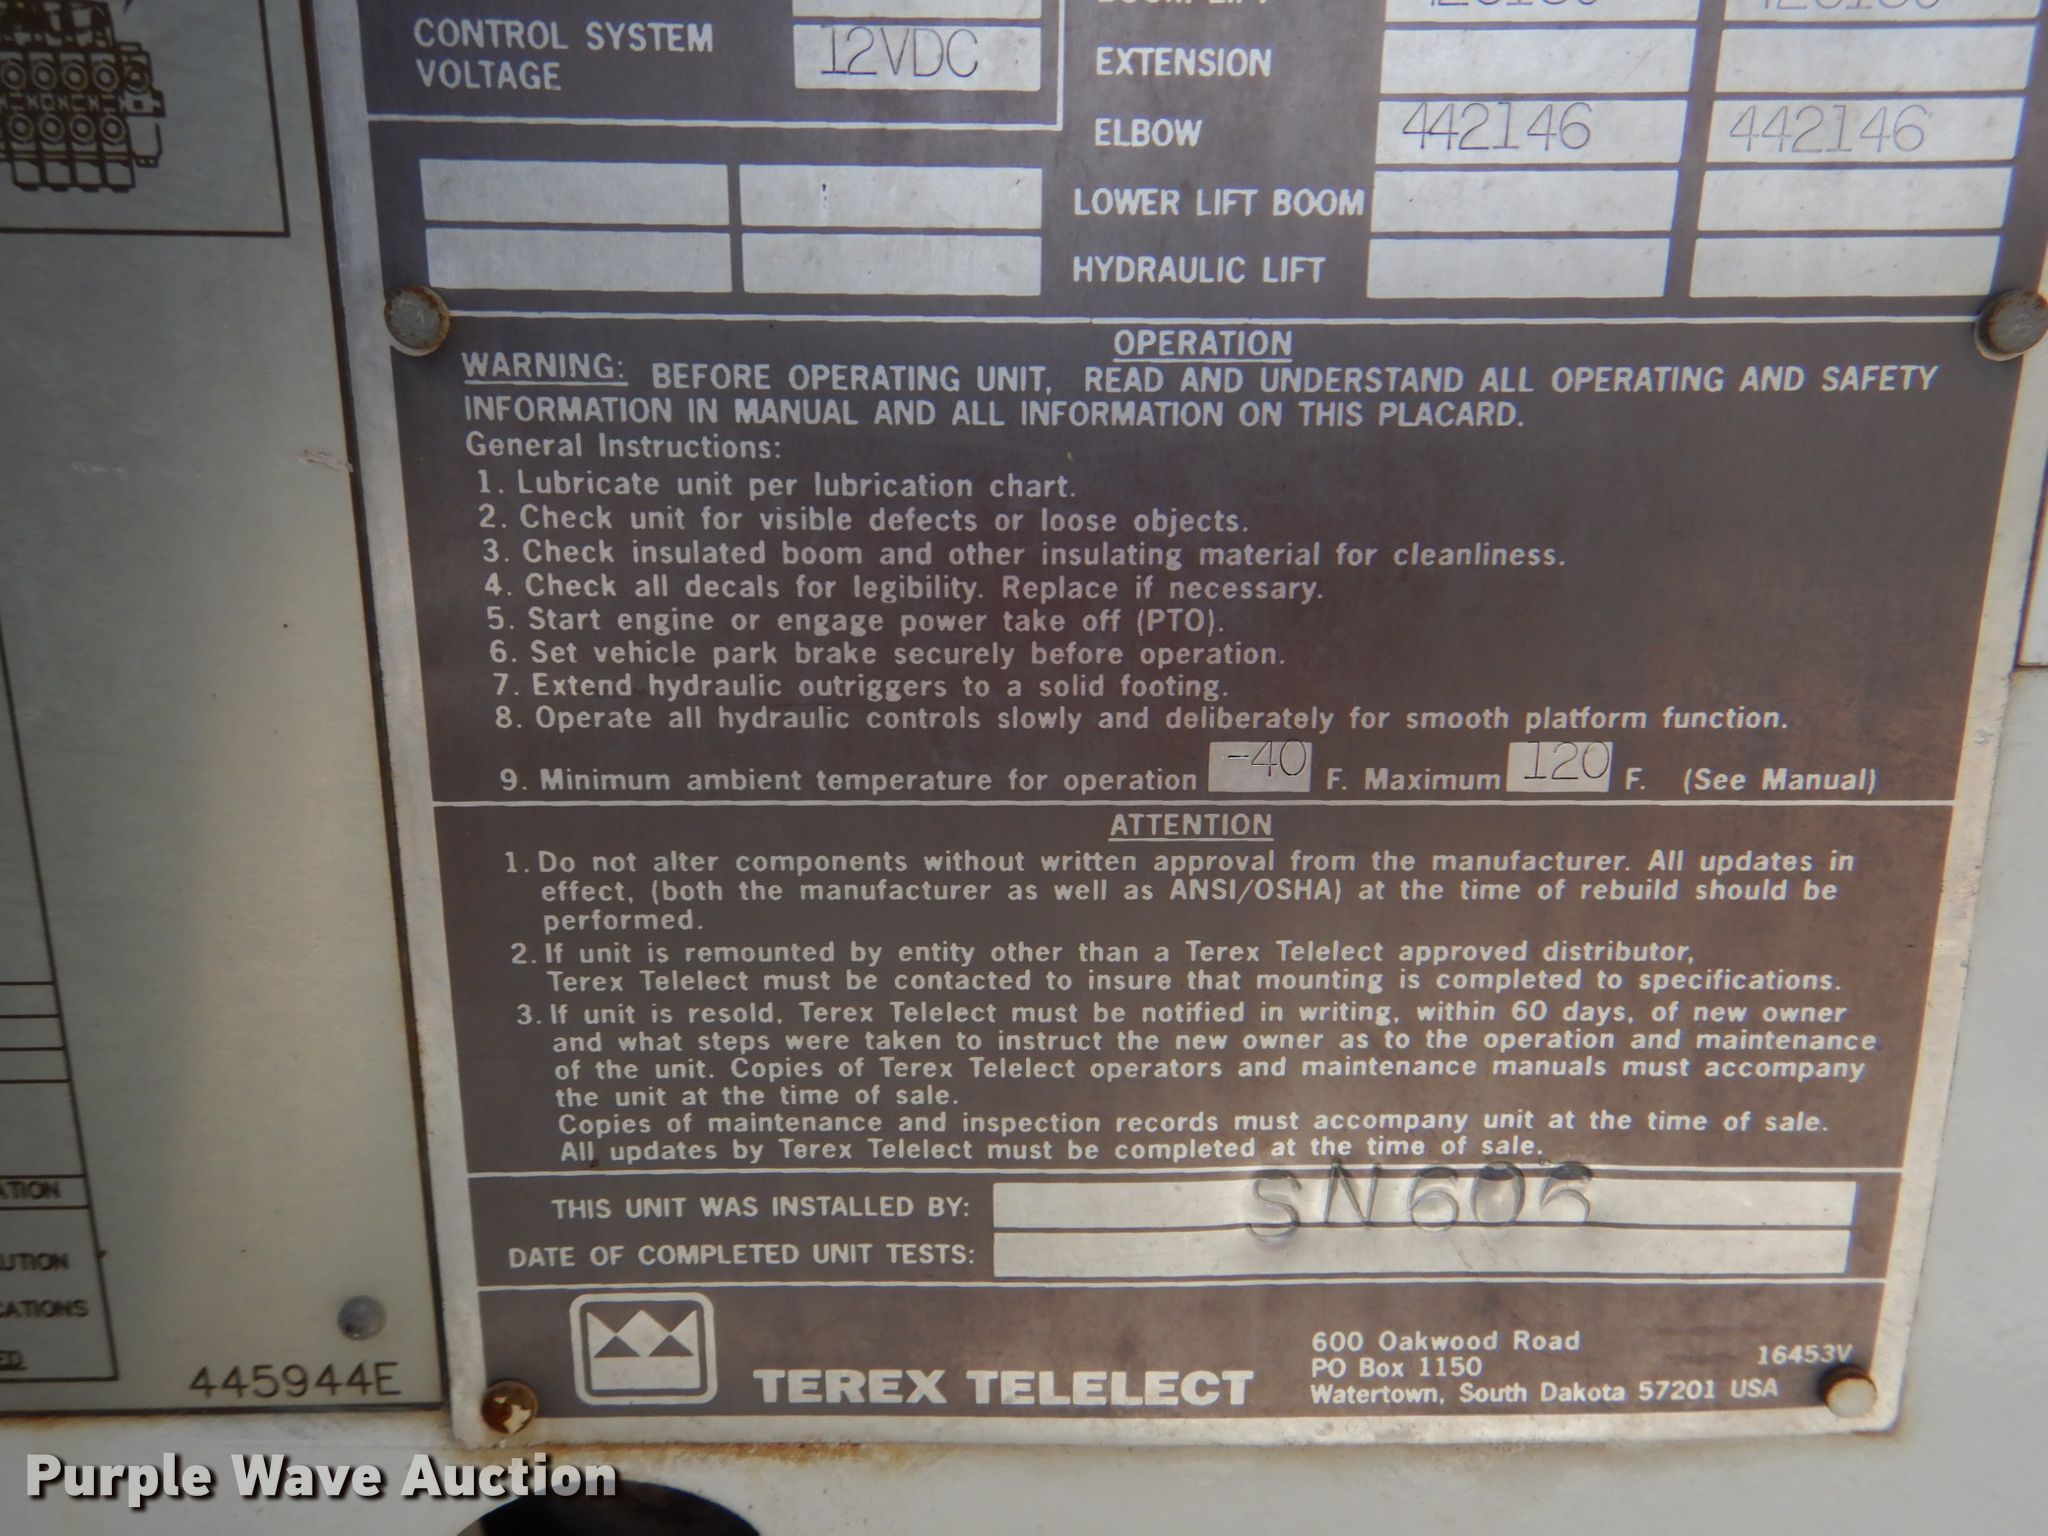 CONTROL SYSTEM
VOLTAGE
12VDC
BOOM LIFT
EXTENSION
ELBOW 442146 442146
LOWER LIFT BOOM
HYDRAULIC LIFT
OPERATION
WARNING: BEFORE OPERATING UNIT, READ AND UNDERSTAND ALL OPERATING AND SAFETY
INFORMATION IN MANUAL AND ALL INFORMATION ON THIS PLACARD.
General Instructions:
1. Lubricate unit per lubrication chart.
2. Check unit for visible defects or loose objects.
3. Check insulated boom and other insulating material for cleanliness.
4. Check all decals for legibility. Replace if necessary.
5. Start engine or engage power take off (PTO).
6. Set vehicle park brake securely before operation.
7. Extend hydraulic outriggers to a solid footing.
8. Operate all hydraulic controls slowly and deliberately for smooth platform function.
9. Minimum ambient temperature for operation -40 F. Maximum 120 F. (See Manual)
ATTENTION
1. Do not alter components without written approval from the manufacturer. All updates in
effect, (both the manufacturer as well as ANSI/OSHA) at the time of rebuild should be
performed.
2. If unit is remounted by entity other than a Terex Telelect approved distributor,
Terex Telelect must be contacted to insure that mounting is completed to specifications.
3. If unit is resold, Terex Telelect must be notified in writing, within 60 days, of new owner
and what steps were taken to instruct the new owner as to the operation and maintenance
of the unit. Copies of Terex Telelect operators and maintenance manuals must accompany
the unit at the time of sale.
Copies of maintenance and inspection records must accompany unit at the time of sale.
All updates by Terex Telelect must be completed at the time of sale.
THIS UNIT WAS INSTALLED BY:
SN605
DATE OF COMPLETED UNIT TESTS:
TEREX TELELECT
600 Oakwood Road
PO Box 1150
Watertown, South Dakota 57201 USA
16453V
445944E
Purple Wave Auction